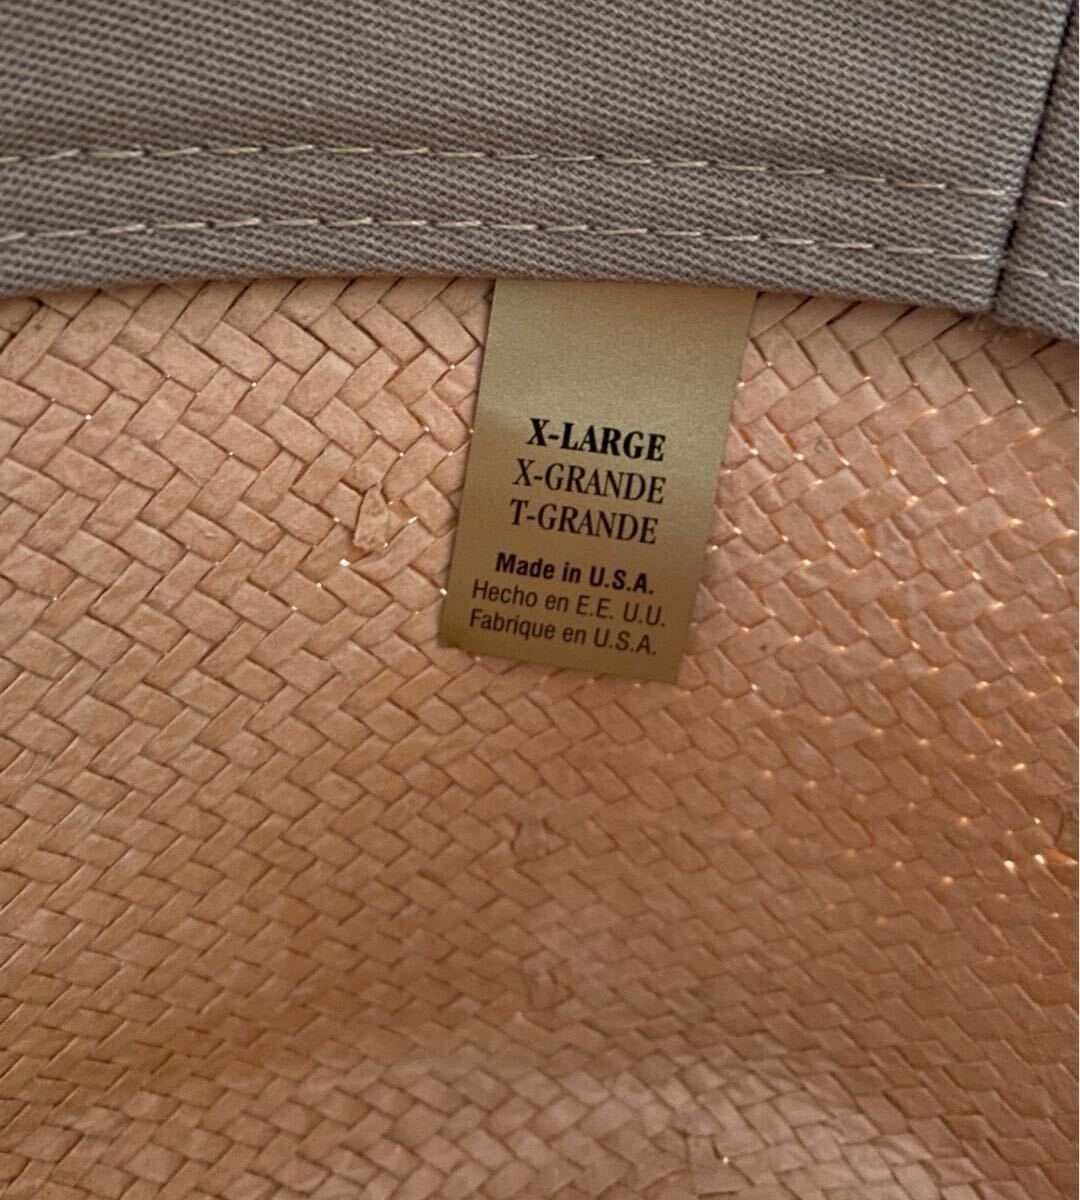 X-LARGE
X-GRANDE
T-GRANDE
Made in U.S.A.
Hecho en E.E. U.U.
Fabrique en U.S.A.